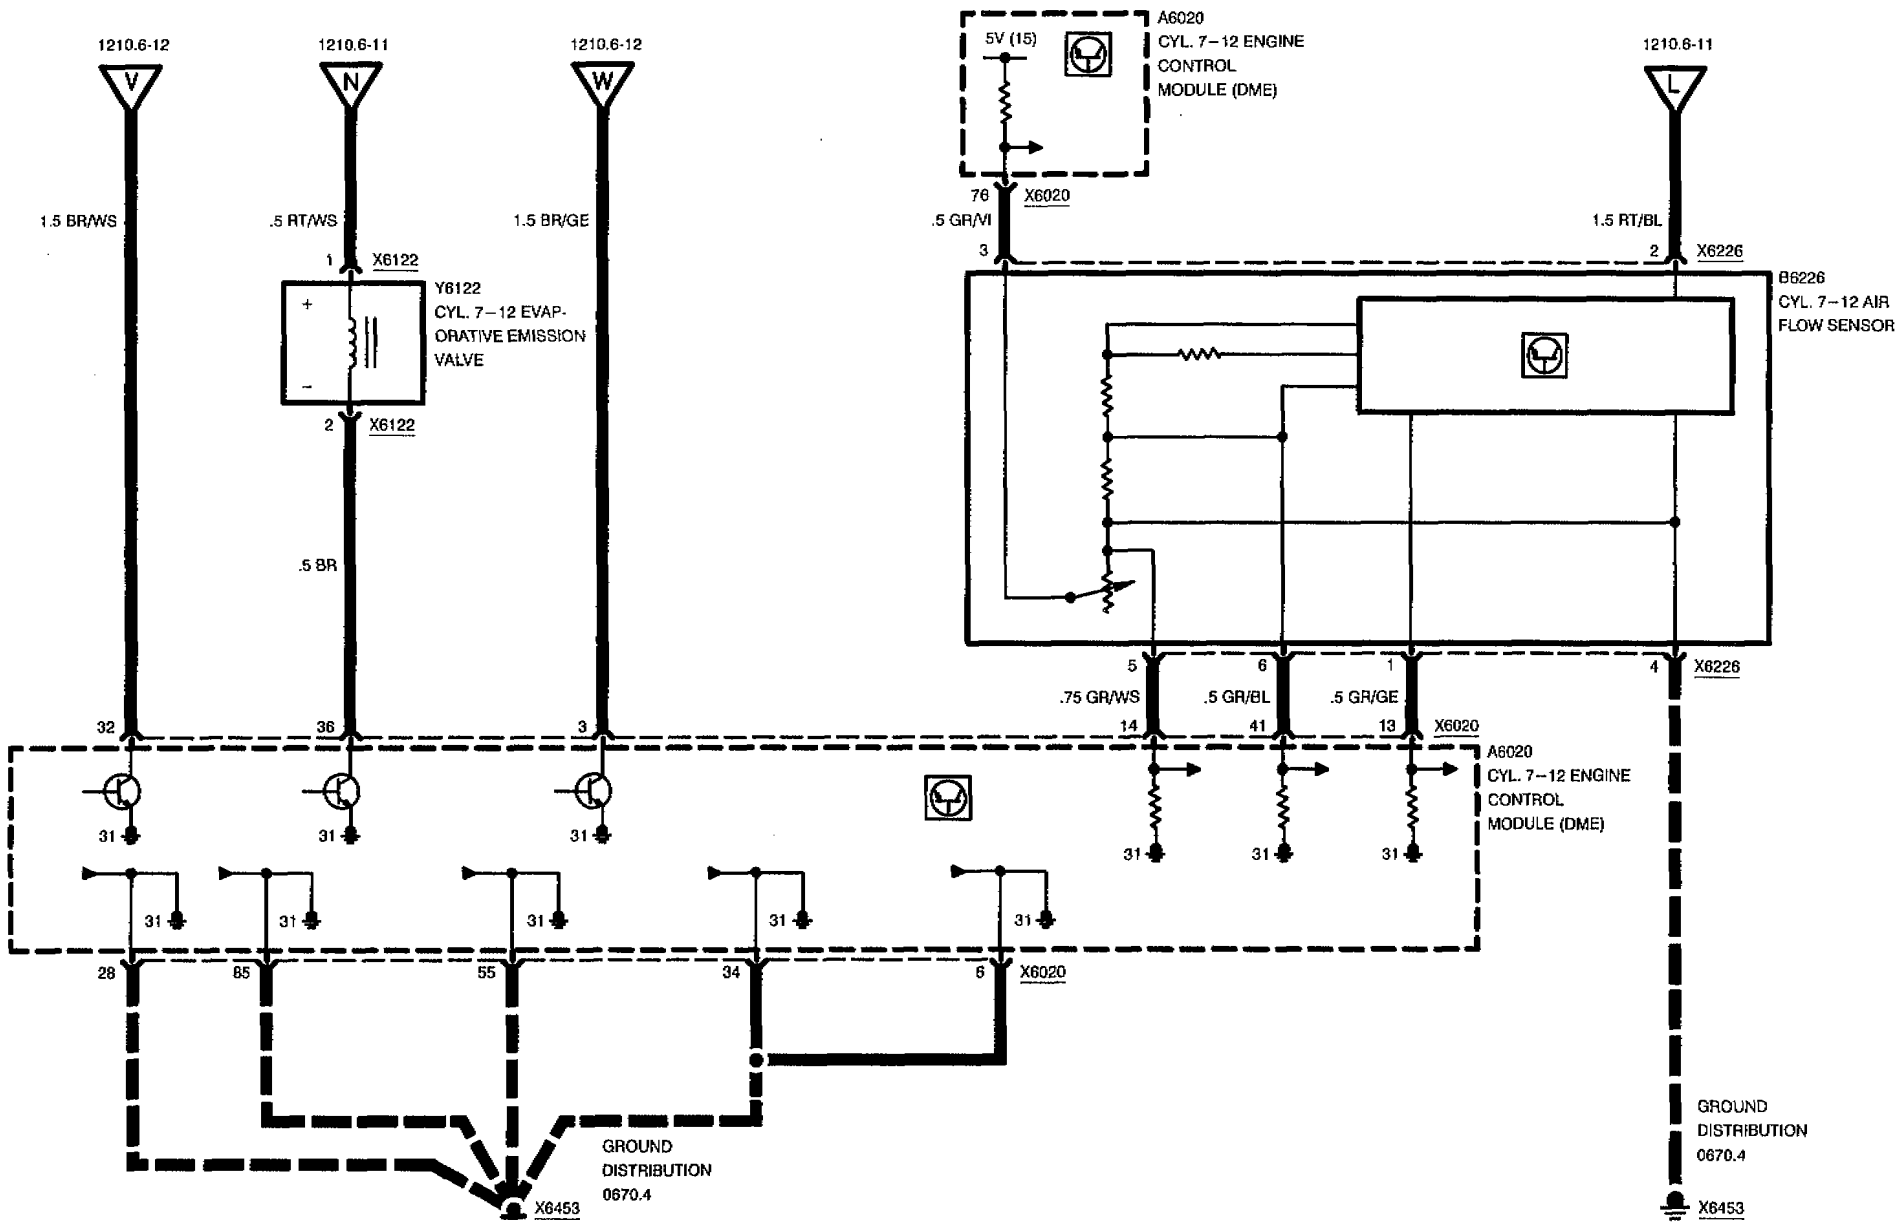 1210.6-12
1210.6-11
1210.6-12
V
N
W
5V (15)
A6020
CYL. 7-12 ENGINE
CONTROL
MODULE (DME)
1210.6-11
L
76
X6020
1.5 BR/WS
.5 RT/WS
1.5 BR/GE
.5 GR/VI
1.5 RT/BL
1
X6122
3
2
X6226
+
-
Y6122
CYL. 7-12 EVAP-
ORATIVE EMISSION
VALVE
B6226
CYL. 7-12 AIR
FLOW SENSOR
2
X6122
.5 BR
5
6
1
4
X6226
.75 GR/WS
.5 GR/BL
.5 GR/GE
32
36
3
14
41
13
X6020
A6020
CYL. 7-12 ENGINE
CONTROL
MODULE (DME)
31
31
31
31
31
31
31
31
31
31
31
28
85
55
34
6
X6020
GROUND
DISTRIBUTION
0670.4
X6453
GROUND
DISTRIBUTION
0670.4
X6453